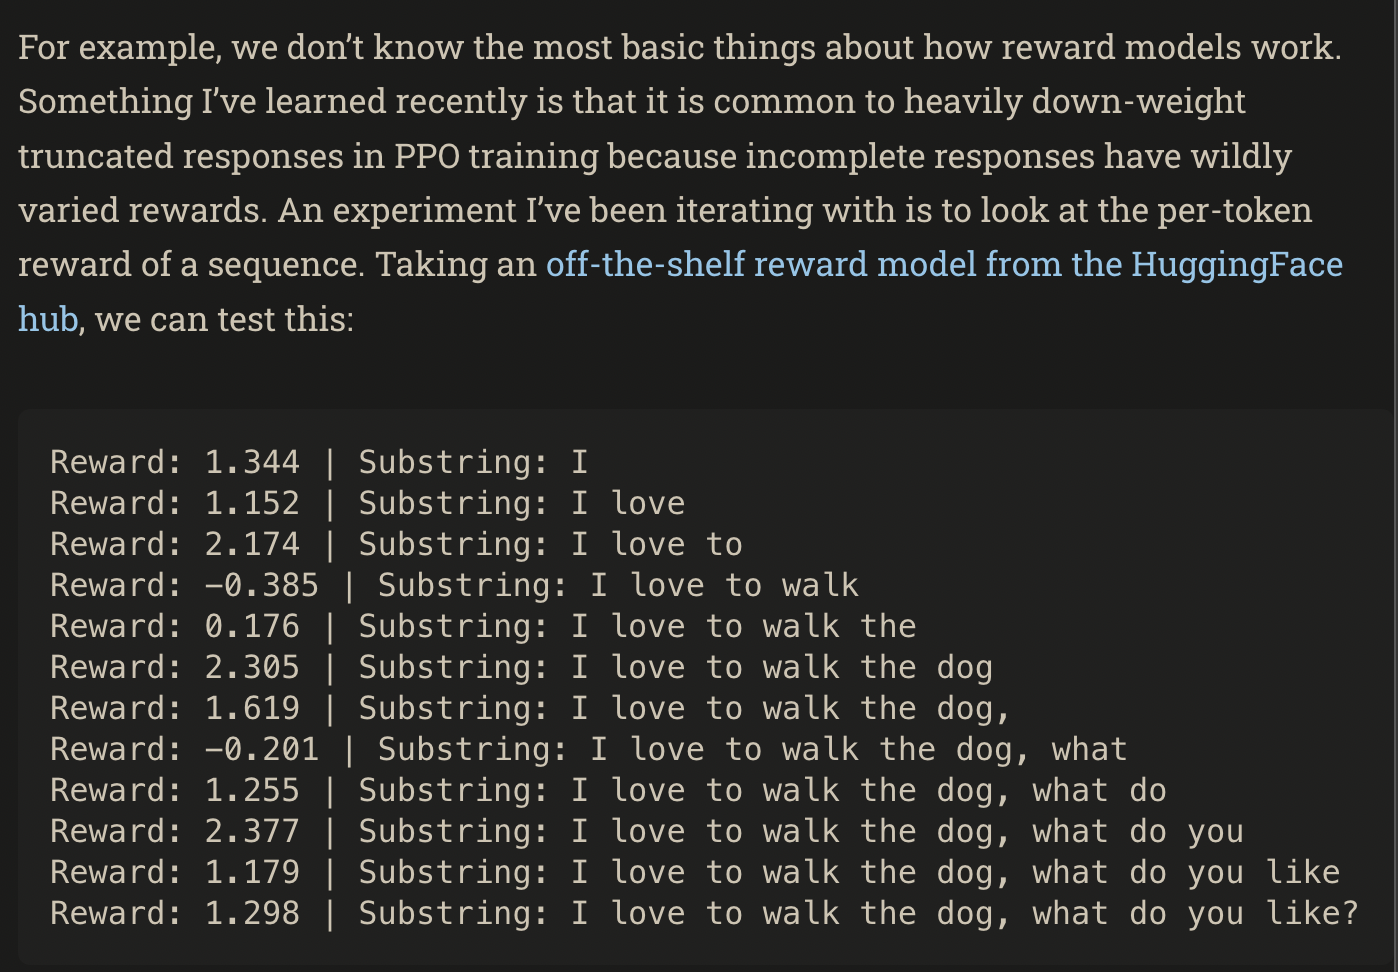 For example, we don’t know the most basic things about how reward models work.
Something I’ve learned recently is that it is common to heavily down-weight
truncated responses in PPO training because incomplete responses have wildly
varied rewards. An experiment I’ve been iterating with is to look at the per-token
reward of a sequence. Taking an off-the-shelf reward model from the HuggingFace
hub, we can test this:
Reward: 1.344 | Substring: I
Reward: 1.152 | Substring: I love
Reward: 2.174 | Substring: I love to
Reward: −0.385 | Substring: I love to walk
Reward: 0.176 | Substring: I love to walk the
Reward: 2.305 | Substring: I love to walk the dog
Reward: 1.619 | Substring: I love to walk the dog,
Reward: −0.201 | Substring: I love to walk the dog, what
Reward: 1.255 | Substring: I love to walk the dog, what do
Reward: 2.377 | Substring: I love to walk the dog, what do you
Reward: 1.179 | Substring: I love to walk the dog, what do you like
Reward: 1.298 | Substring: I love to walk the dog, what do you like?